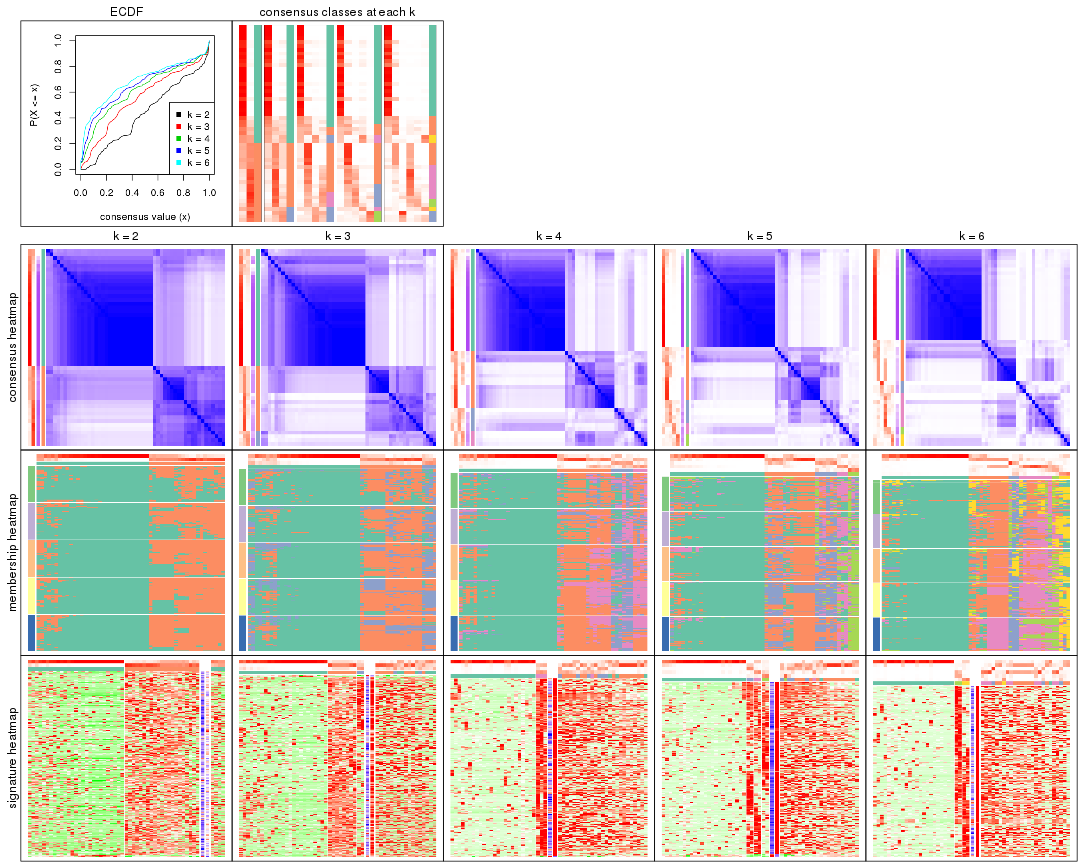 ECDF
consensus classes at each k
P(X <= x)
0.0 0.2 0.4 0.6 0.8 1.0
k = 2
k = 3
k = 4
k = 5
k = 6
0.0 0.2 0.4 0.6 0.8 1.0
consensus value (x)
k = 2 k = 3 k = 4 k = 5 k = 6
consensus heatmap
membership heatmap
signature heatmap